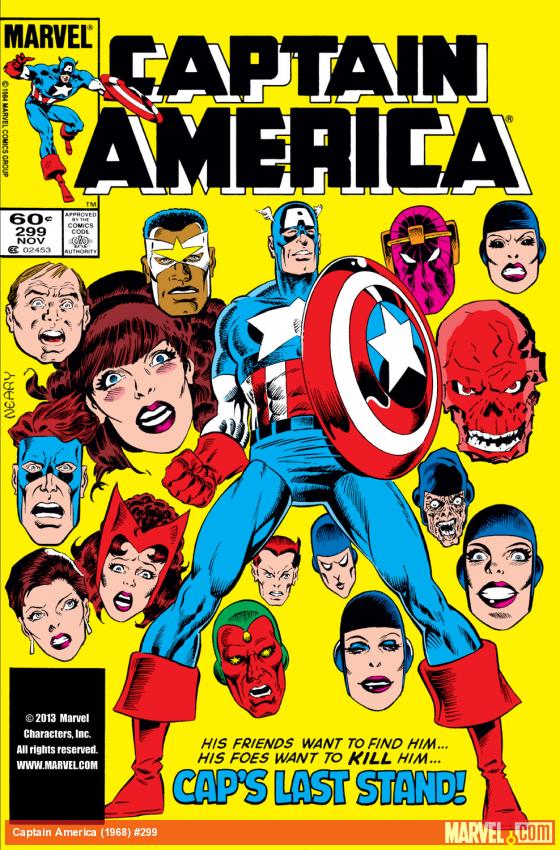 MARVEL®
CAPTAIN
AMERICA®
™
© 1984 MARVEL COMICS GROUP
60¢
299
NOV
02453
APPROVED
BY THE
COMICS
CODE
AUTHORITY
A
NEARY
© 2013 Marvel
Characters, Inc.
All rights reserved.
WWW.MARVEL.COM
HIS FRIENDS WANT TO FIND HIM...
HIS FOES WANT TO KILL HIM...
CAP'S LAST STAND!
Captain America (1968) #299
MARVEL.COM